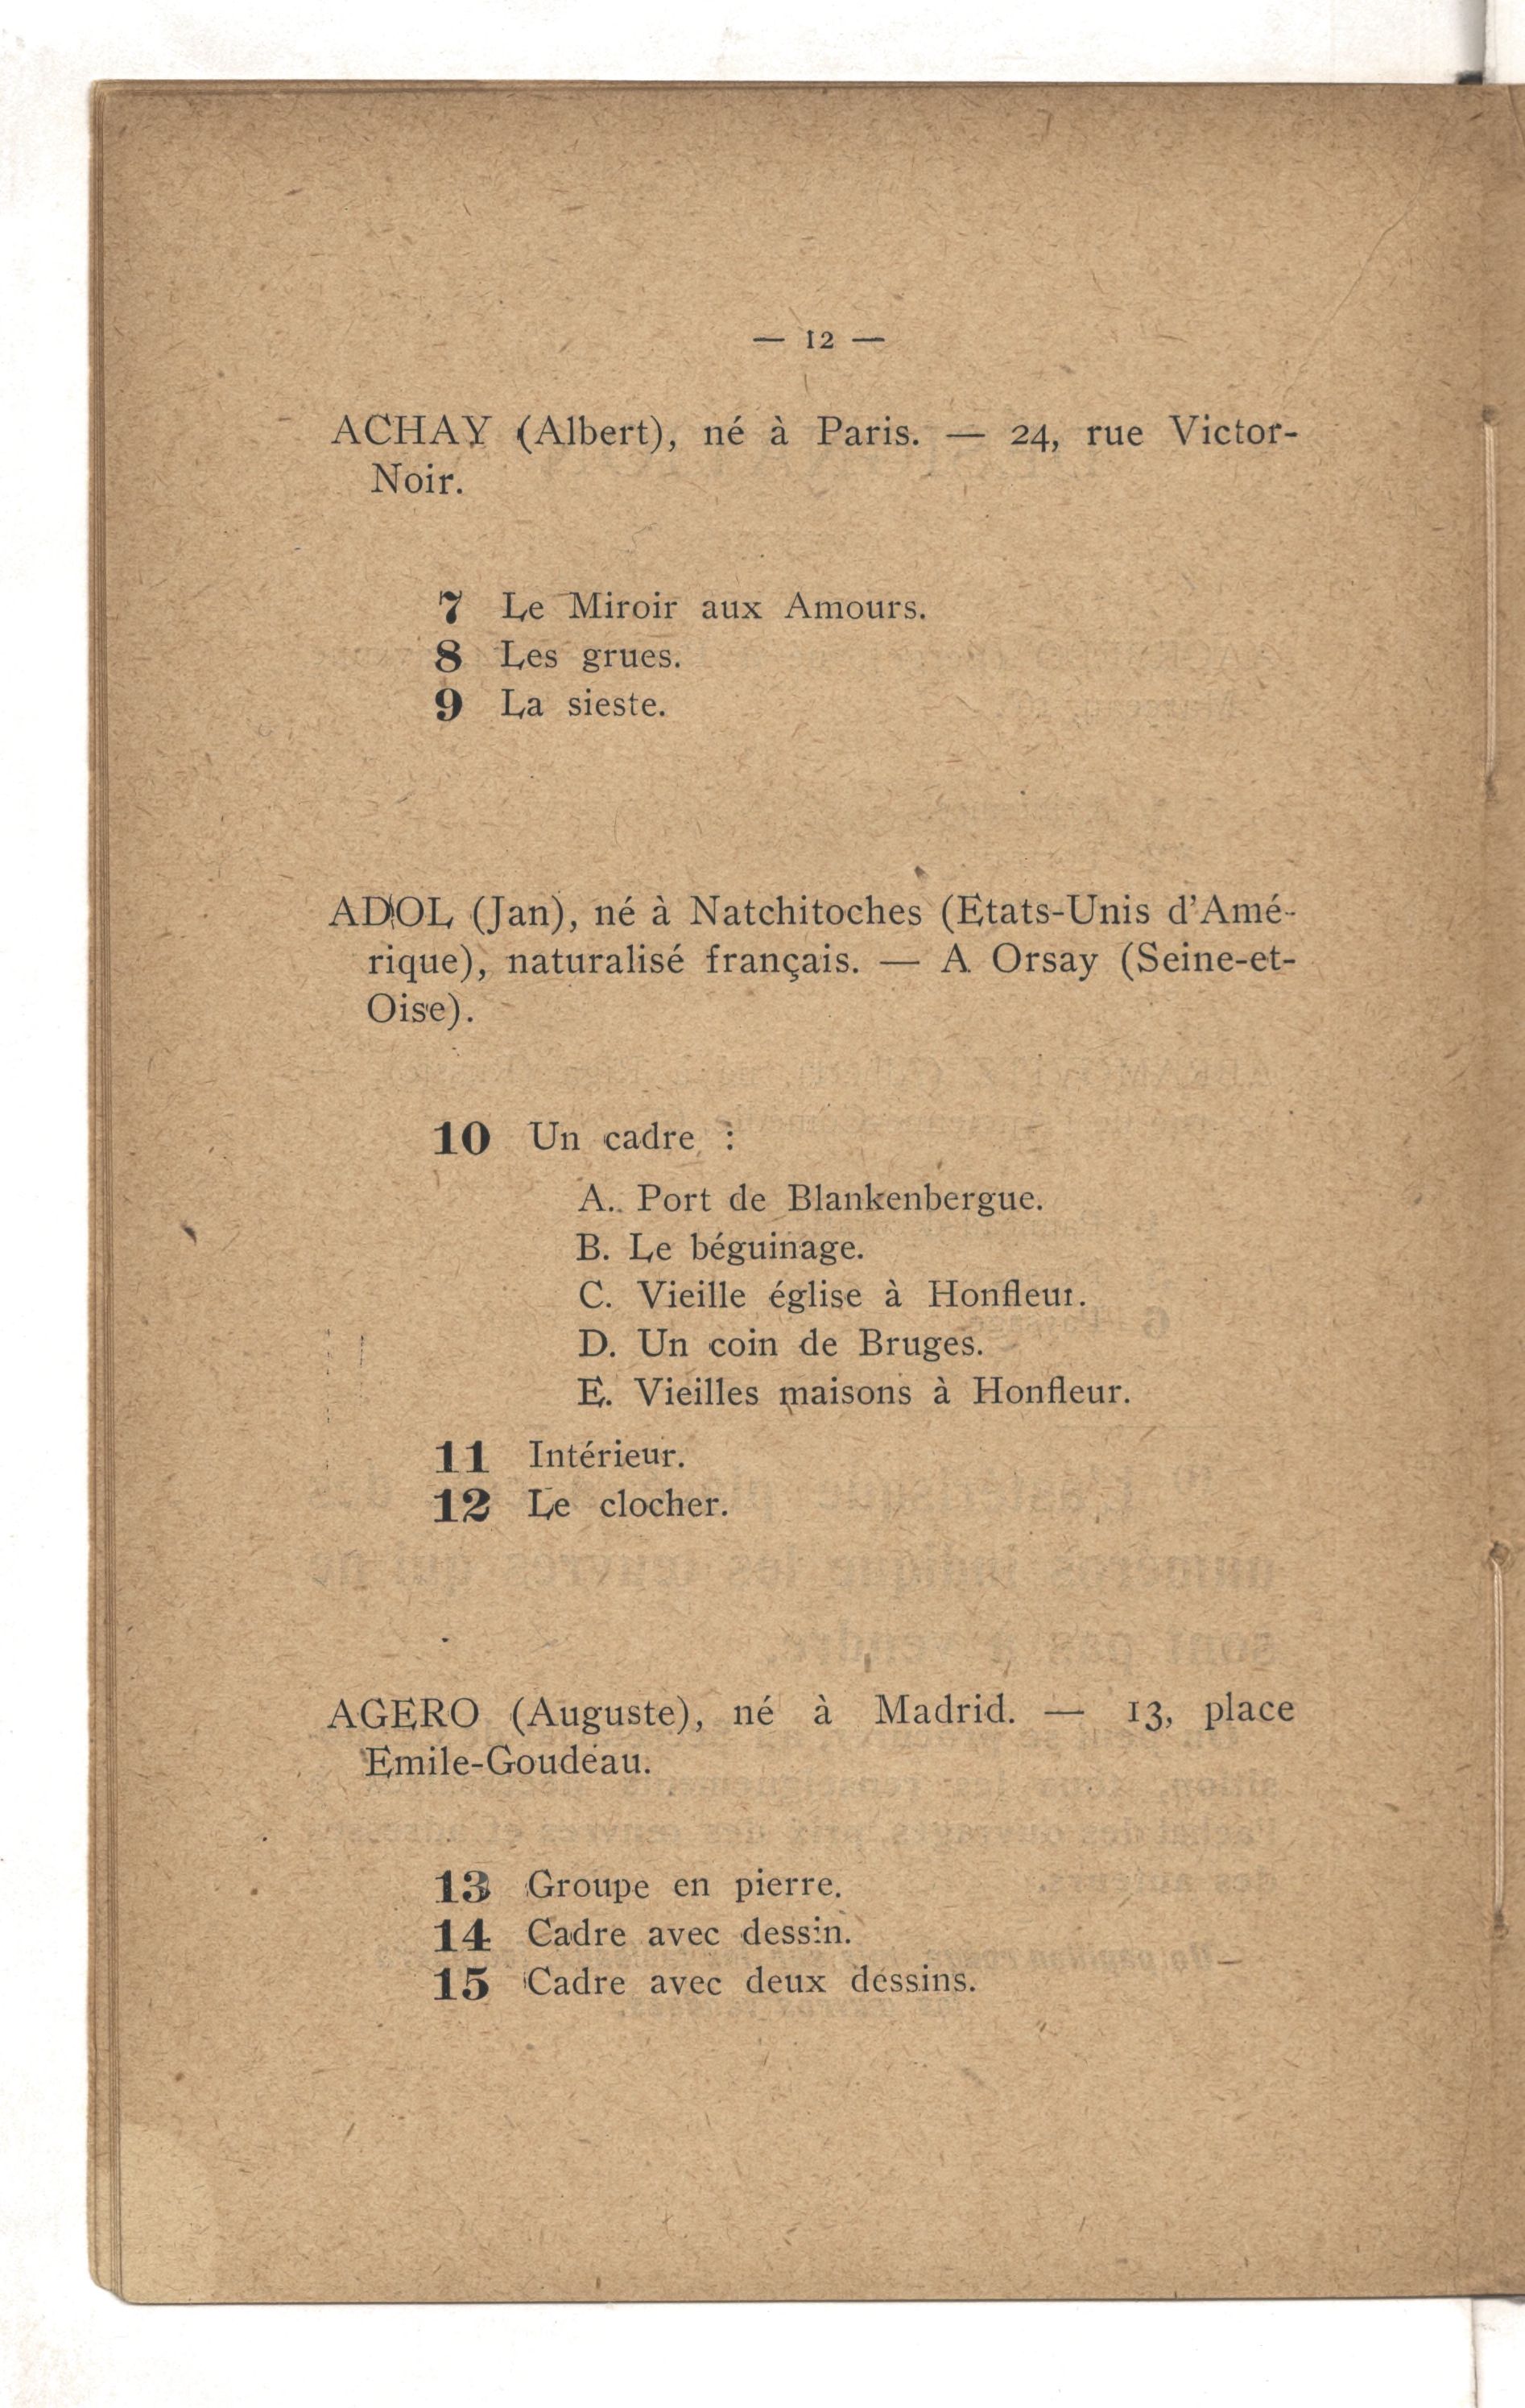 — 12 —
ACHAY (Albert), né à Paris. — 24, rue Victor-
Noir.
7 Le Miroir aux Amours.
8 Les grues.
9 La sieste.
ADOL (Jan), né à Natchitoches (Etats-Unis d'Amé-
rique), naturalisé français. — A Orsay (Seine-et-
Oise).
10 Un cadre :
A. Port de Blankenbergue.
B. Le béguinage.
C. Vieille église à Honfleur.
D. Un coin de Bruges.
E. Vieilles maisons à Honfleur.
11 Intérieur.
12 Le clocher.
AGERO (Auguste), né à Madrid. — 13, place
Emile-Goudeau.
13 Groupe en pierre.
14 Cadre avec dessin.
15 Cadre avec deux dessins.